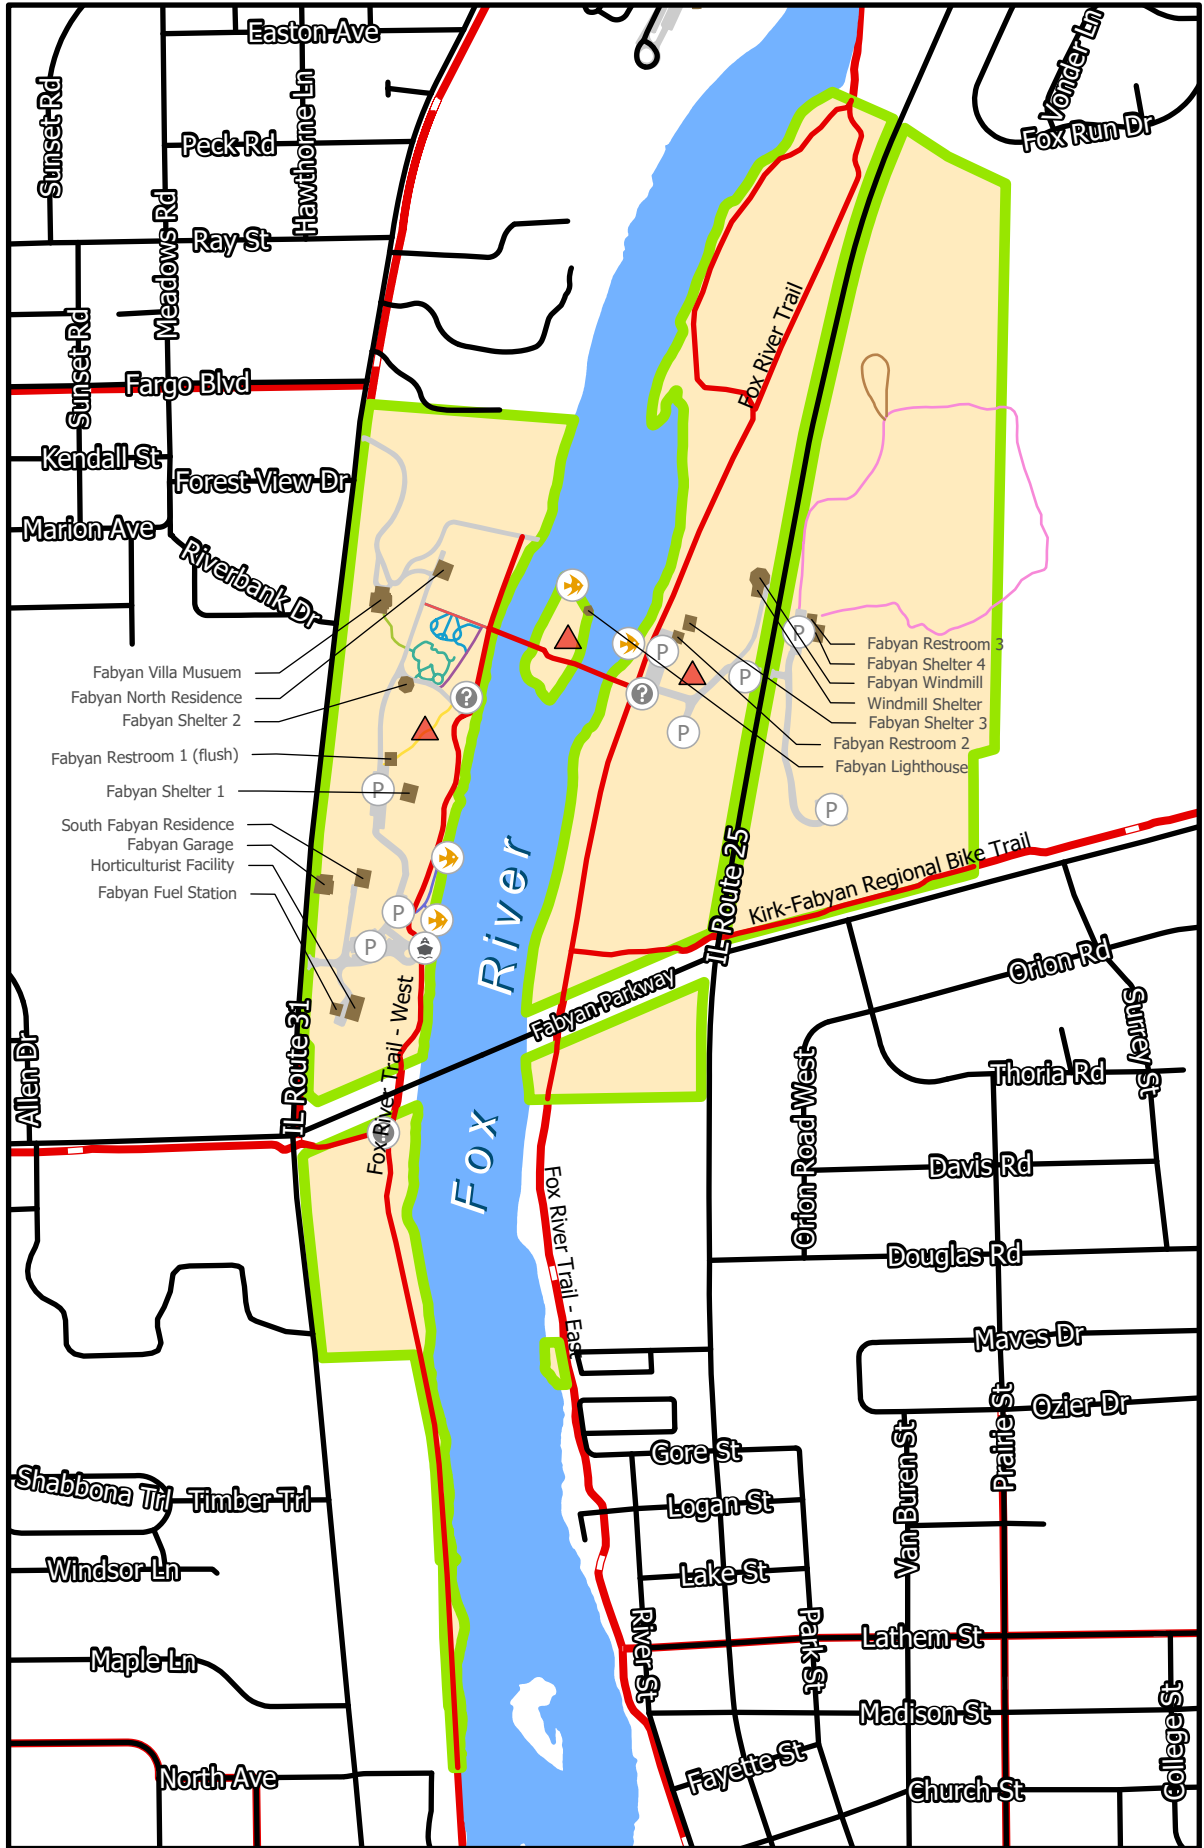 Easton Ave
Vonder Ln
Sunset Rd
Hawthorne Ln
Peck Rd
Fox Run Dr
Meadows Rd
Ray St
Sunset Rd
Fox River Trail
Fargo Blvd
Kendall St
Forest View Dr
Marion Ave
Riverbank Dr
Fabyan Villa Musuem
Fabyan North Residence
Fabyan Shelter 2
Fabyan Restroom 1 (flush)
Fabyan Shelter 1
South Fabyan Residence
Fabyan Garage
Horticulturist Facility
Fabyan Fuel Station
Fabyan Restroom 3
Fabyan Shelter 4
Fabyan Windmill
Windmill Shelter
Fabyan Shelter 3
Fabyan Restroom 2
Fabyan Lighthouse
?
?
P
P
P
P
P
P
P
P
Fox River
IL Route 25
Kirk-Fabyan Regional Bike Trail
Fabyan Parkway
IL Route 31
Fox River Trail - West
Allen Dr
Orion Rd
Surrey St
Thoria Rd
Orion Road West
Davis Rd
Fox River Trail - East
Douglas Rd
Maves Dr
Ozier Dr
Prairie St
Van Buren St
Gore St
Logan St
Lake St
Shabbona Trl
Timber Trl
Windsor Ln
River St
Park St
Lathem St
Maple Ln
Madison St
College St
North Ave
Fayette St
Church St